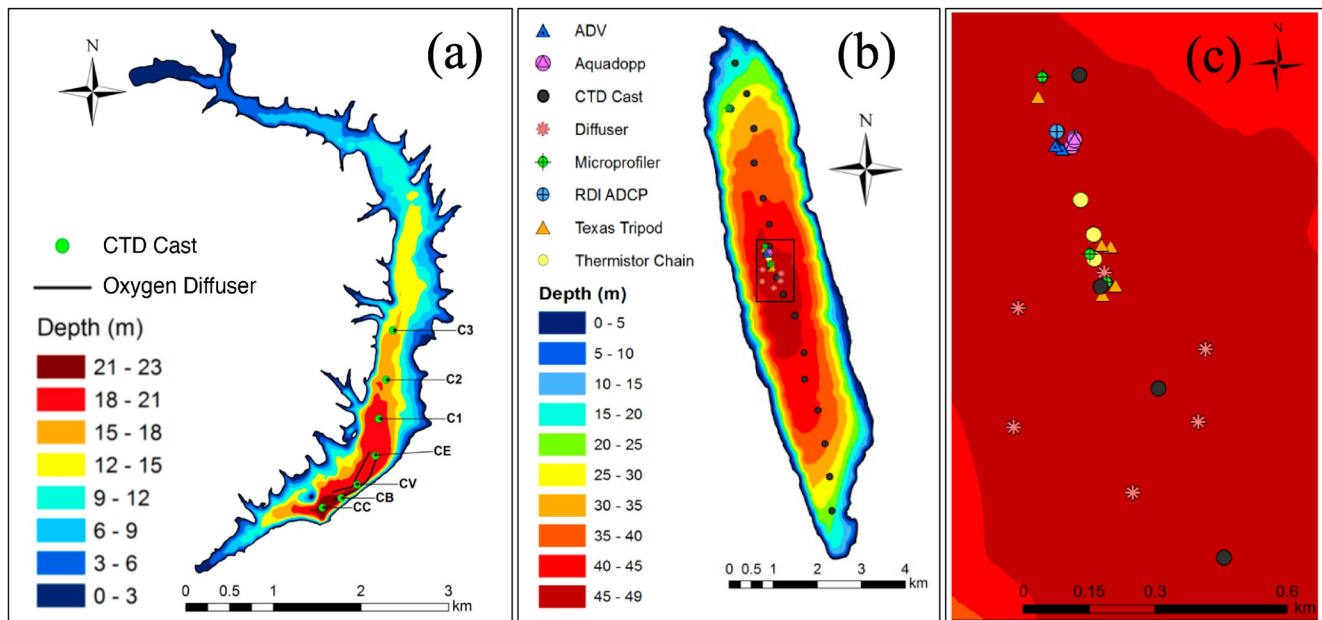 (a)
N
CTD Cast
Oxygen Diffuser
Depth (m)
21 - 23
18 - 21
15 - 18
12 - 15
9 - 12
6 - 9
3 - 6
0 - 3
C3
C2
C1
CE
CV
CB
CC
0 0.5 1 2 3
km
(b)
ADV
Aquadopp
CTD Cast
Diffuser
Microprofiler
RDI ADCP
Texas Tripod
Thermistor Chain
N
Depth (m)
0 - 5
5 - 10
10 - 15
15 - 20
20 - 25
25 - 30
30 - 35
35 - 40
40 - 45
45 - 49
0 0.5 1 2 3 4
km
(c)
N
0 0.15 0.3 0.6
km